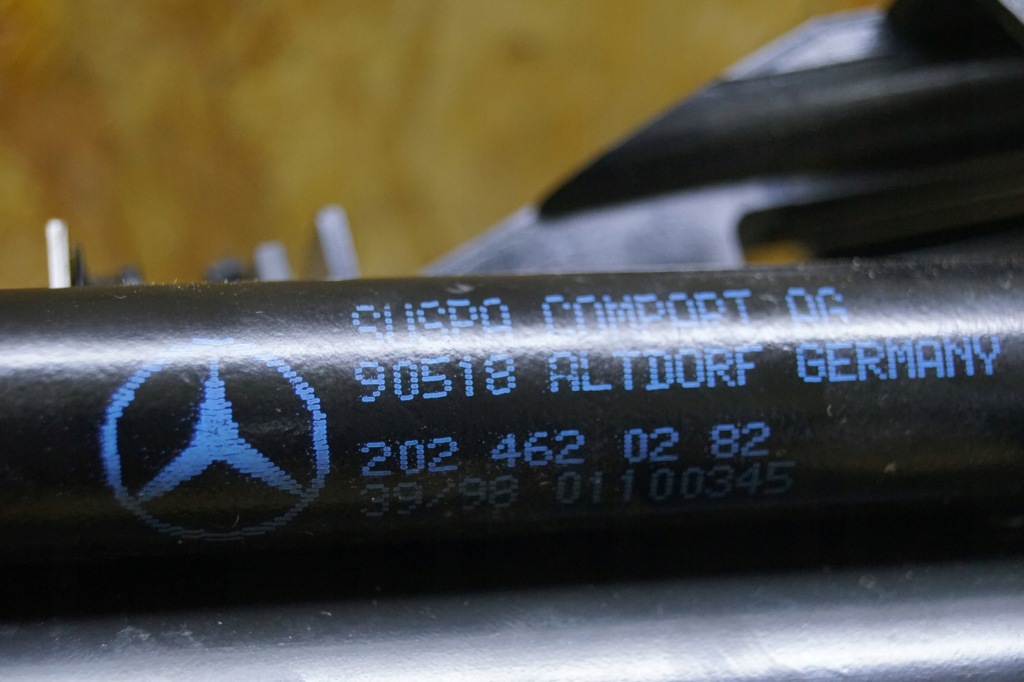 SUSPA COMPART AG
90518 ALTDORF GERMANY
202 462 02 82
39/98 01100345